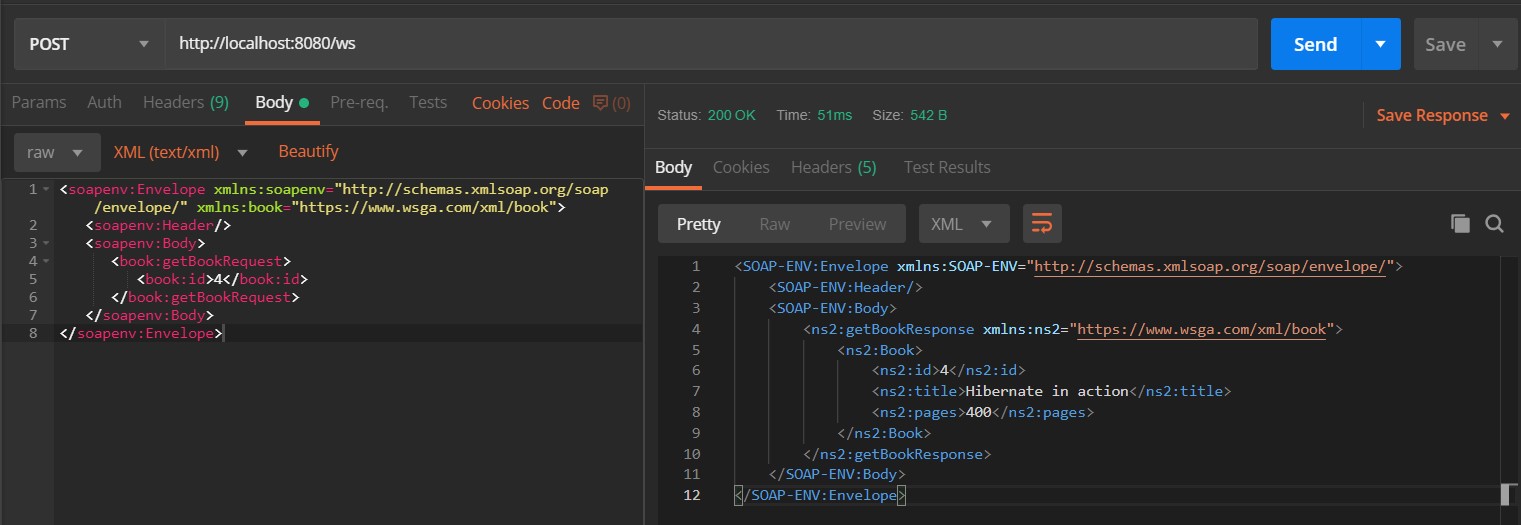 POST http://localhost:8080/ws Send Save
Params Auth Headers (9) Body Pre-req. Tests Cookies Code (0)
raw XML (text/xml) Beautify
1 <soapenv:Envelope xmlns:soapenv="http://schemas.xmlsoap.org/soap
/envelope/" xmlns:book="https://www.wsga.com/xml/book">
2 <soapenv:Header/>
3 <soapenv:Body>
4 <book:getBookRequest>
5 <book:id>4</book:id>
6 </book:getBookRequest>
7 </soapenv:Body>
8 </soapenv:Envelope>
Status: 200 OK Time: 51ms Size: 542 B Save Response
Body Cookies Headers (5) Test Results
Pretty Raw Preview XML
1 <SOAP-ENV:Envelope xmlns:SOAP-ENV="http://schemas.xmlsoap.org/soap/envelope/">
2 <SOAP-ENV:Header/>
3 <SOAP-ENV:Body>
4 <ns2:getBookResponse xmlns:ns2="https://www.wsga.com/xml/book">
5 <ns2:Book>
6 <ns2:id>4</ns2:id>
7 <ns2:title>Hibernate in action</ns2:title>
8 <ns2:pages>400</ns2:pages>
9 </ns2:Book>
10 </ns2:getBookResponse>
11 </SOAP-ENV:Body>
12 </SOAP-ENV:Envelope>